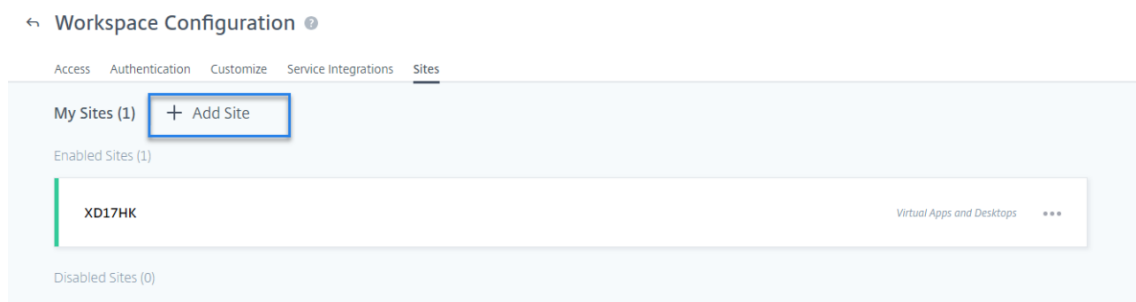 Workspace Configuration ?
Access Authentication Customize Service Integrations Sites
My Sites (1) + Add Site
Enabled Sites (1)
XD17HK Virtual Apps and Desktops •••
Disabled Sites (0)